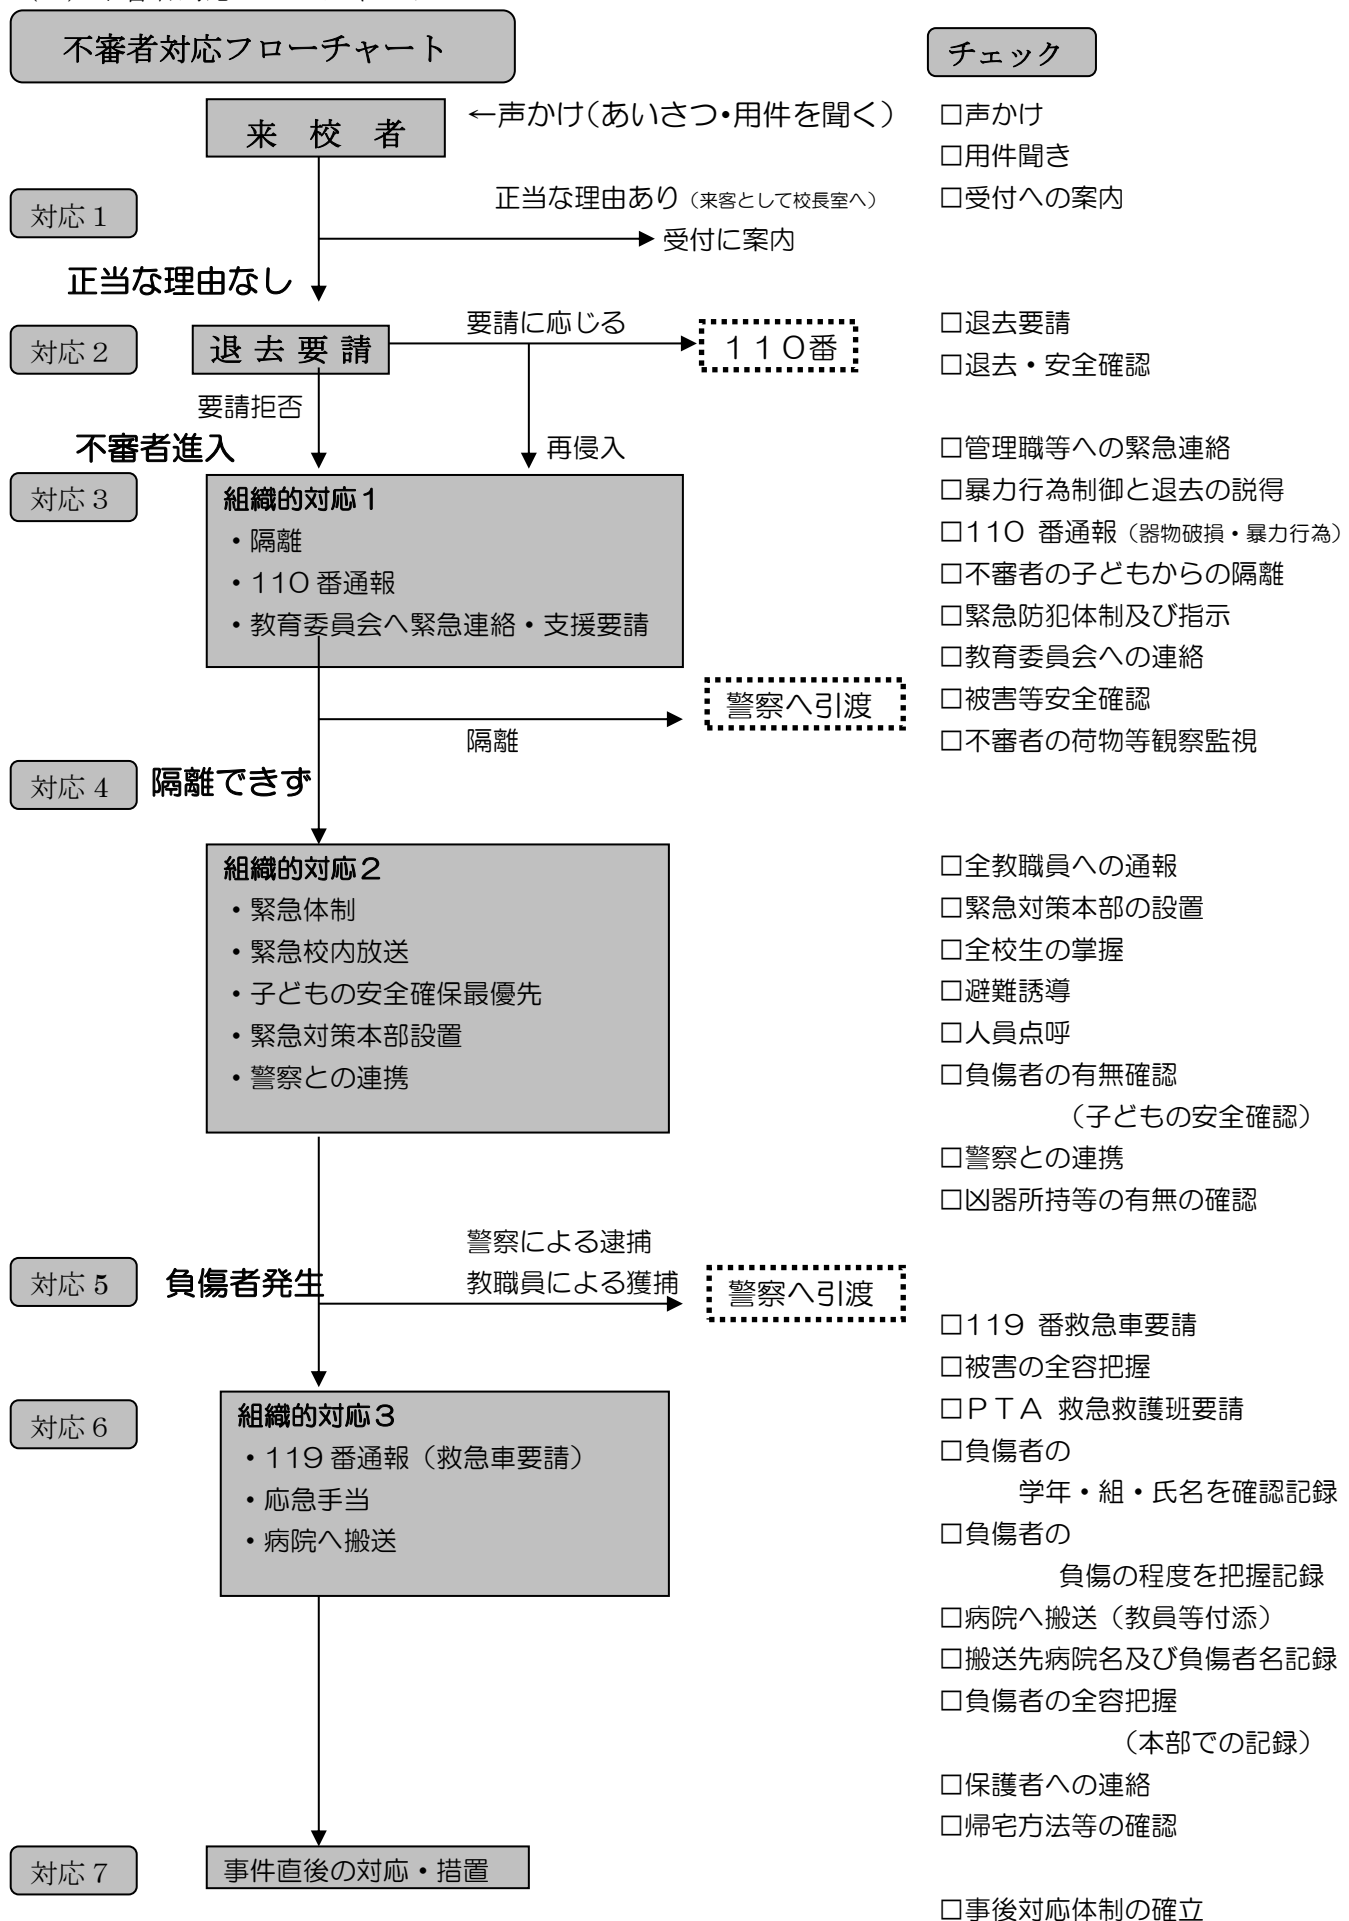 不審者対応フローチャート
チェック
来 校 者
←声かけ(あいさつ・用件を聞く)
□声かけ
□用件聞き
対応1
正当な理由あり(来客として校長室へ)
□受付への案内
受付に案内
正当な理由なし
対応2
退去要請
要請に応じる
110番
□退去要請
□退去・安全確認
要請拒否
不審者進入
再侵入
□管理職等への緊急連絡
対応3
組織的対応1
・隔離
・110番通報
・教育委員会へ緊急連絡・支援要請
□暴力行為制御と退去の説得
□110 番通報(器物破損・暴力行為)
□不審者の子どもからの隔離
□緊急防犯体制及び指示
□教育委員会への連絡
警察へ引渡
□被害等安全確認
隔離
□不審者の荷物等観察監視
対応4
隔離できず
組織的対応2
・緊急体制
・緊急校内放送
・子どもの安全確保最優先
・緊急対策本部設置
・警察との連携
□全教職員への通報
□緊急対策本部の設置
□全校生の掌握
□避難誘導
□人員点呼
□負傷者の有無確認
(子どもの安全確認)
□警察との連携
□凶器所持等の有無の確認
警察による逮捕
対応5
負傷者発生
教職員による獲捕
警察へ引渡
□119 番救急車要請
□被害の全容把握
対応6
組織的対応3
・119番通報(救急車要請)
・応急手当
・病院へ搬送
□PTA 救急救護班要請
□負傷者の
学年・組・氏名を確認記録
□負傷者の
負傷の程度を把握記録
□病院へ搬送(教員等付添)
□搬送先病院名及び負傷者名記録
□負傷者の全容把握
(本部での記録)
□保護者への連絡
□帰宅方法等の確認
対応7
事件直後の対応・措置
□事後対応体制の確立